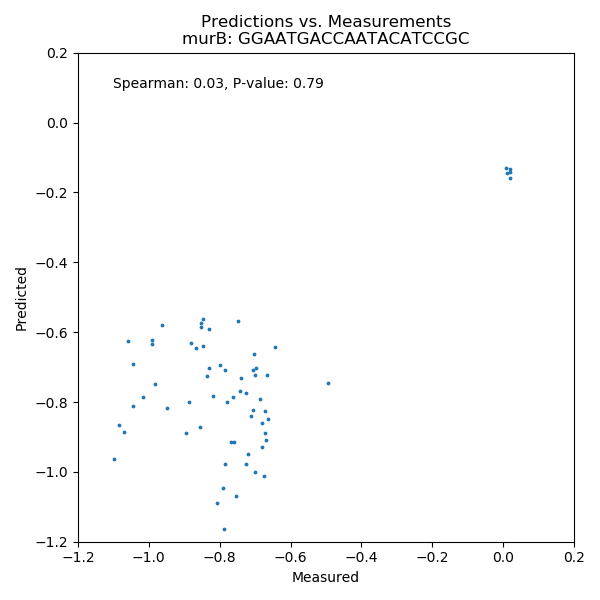 Predictions vs. Measurements
murB: GGAATGACCAATACATCCGC
Spearman: 0.03, P-value: 0.79
0.2
0.0
−0.2
−0.4
−0.6
−0.8
−1.0
−1.2
Predicted
−1.2 −1.0 −0.8 −0.6 −0.4 −0.2 0.0 0.2
Measured